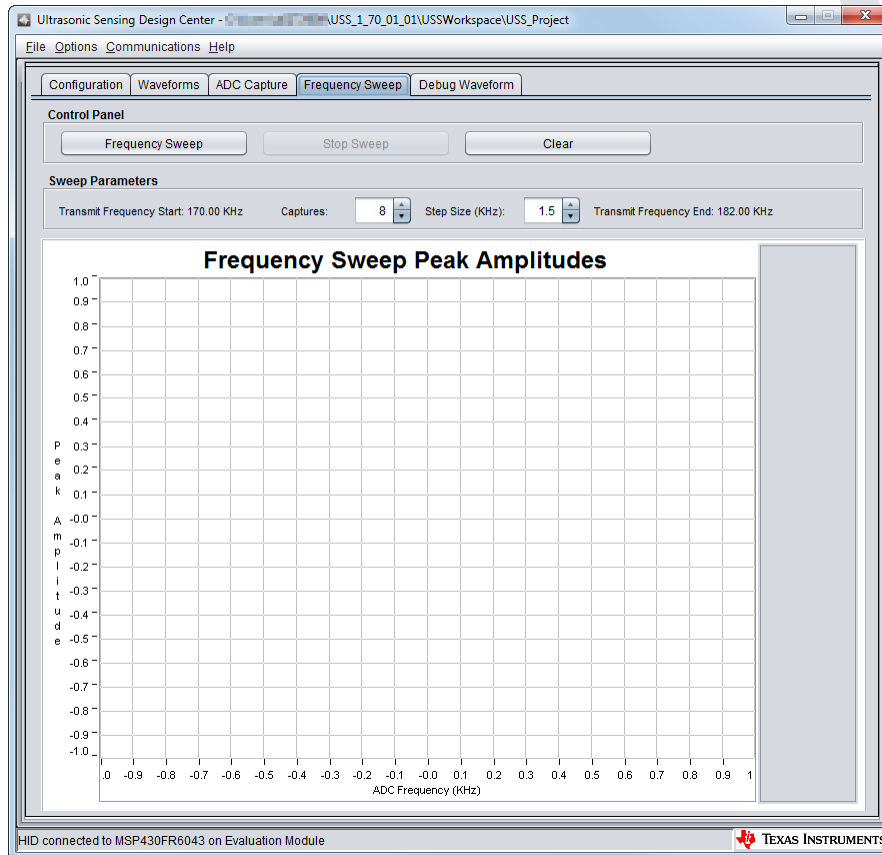 Ultrasonic Sensing Design Center - \USS_1_70_01_01\USSWorkspace\USS_Project
File Options Communications Help
Configuration Waveforms ADC Capture Frequency Sweep Debug Waveform
Control Panel
Frequency Sweep Stop Sweep Clear
Sweep Parameters
Transmit Frequency Start: 170.00 KHz Captures: 8 Step Size (KHz): 1.5 Transmit Frequency End: 182.00 KHz
Frequency Sweep Peak Amplitudes
1.0
0.9
0.8
0.7
0.6
0.5
0.4
0.3
0.2
0.1
-0.0
-0.1
-0.2
-0.3
-0.4
-0.5
-0.6
-0.7
-0.8
-0.9
-1.0
Peak Amplitude
.0 -0.9 -0.8 -0.7 -0.6 -0.5 -0.4 -0.3 -0.2 -0.1 -0.0 0.1 0.2 0.3 0.4 0.5 0.6 0.7 0.8 0.9 1
ADC Frequency (KHz)
HID connected to MSP430FR6043 on Evaluation Module
TEXAS INSTRUMENTS